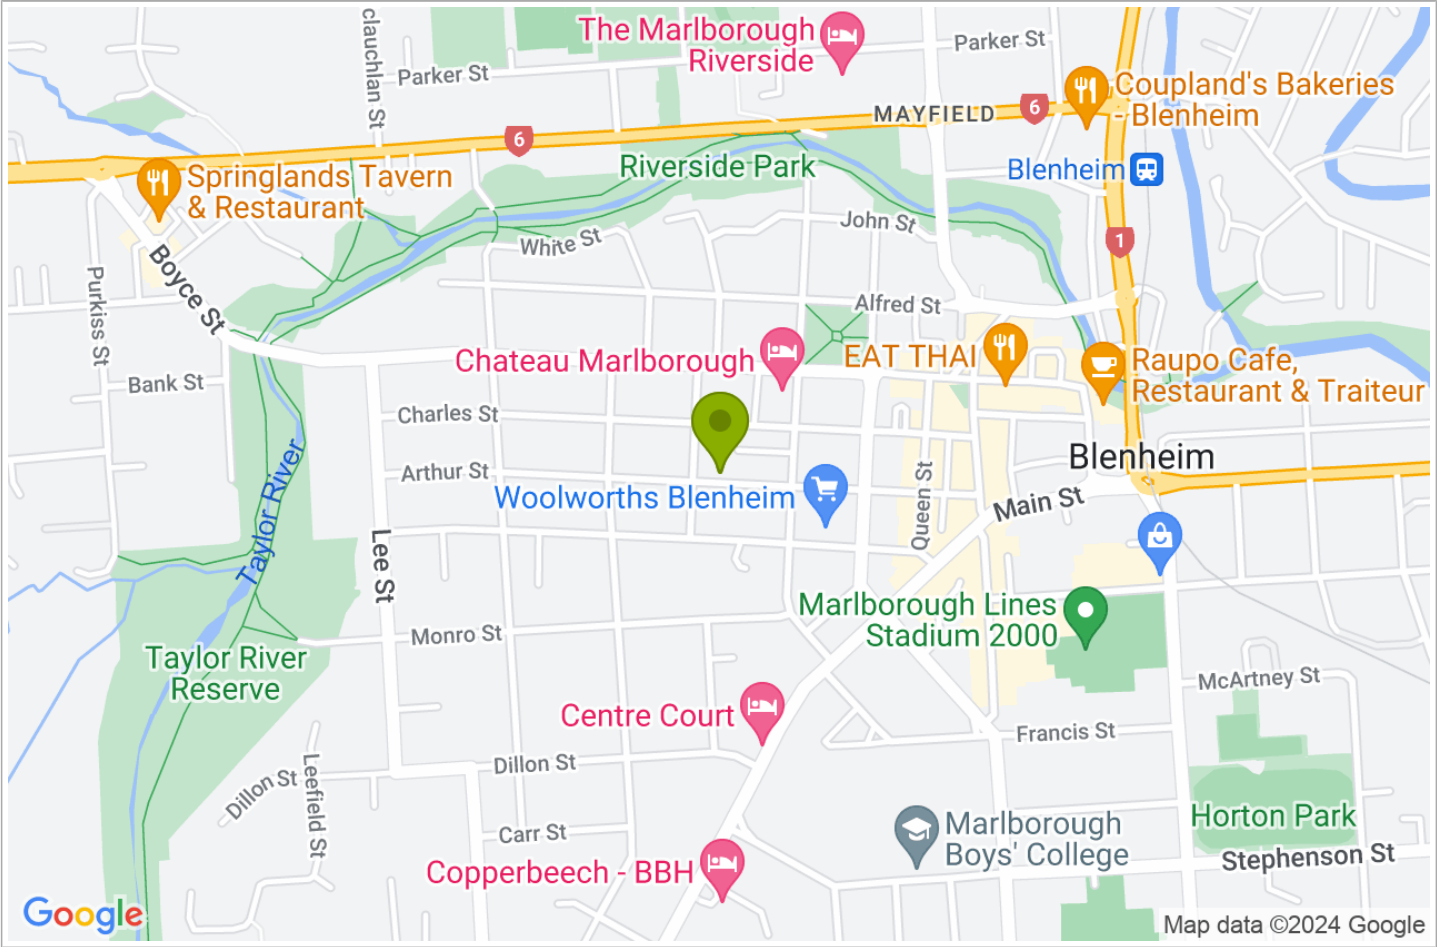 The Marlborough
Riverside
Parker St
clauchlan St
Parker St
Coupland's Bakeries
- Blenheim
MAYFIELD
6
6
Riverside Park
Blenheim
Springlands Tavern
& Restaurant
John St
White St
1
Boyce St
Purkiss St
Alfred St
Chateau Marlborough
EAT THAI
Raupo Cafe,
Restaurant & Traiteur
Bank St
Charles St
Blenheim
Arthur St
Woolworths Blenheim
Queen St
Main St
Taylor River
Lee St
Marlborough Lines
Stadium 2000
Monro St
Taylor River
Reserve
McArtney St
Centre Court
Francis St
Dillon St
Dillon St
Leefield St
Carr St
Horton Park
Marlborough
Boys' College
Stephenson St
Copperbeech - BBH
Google
Map data ©2024 Google